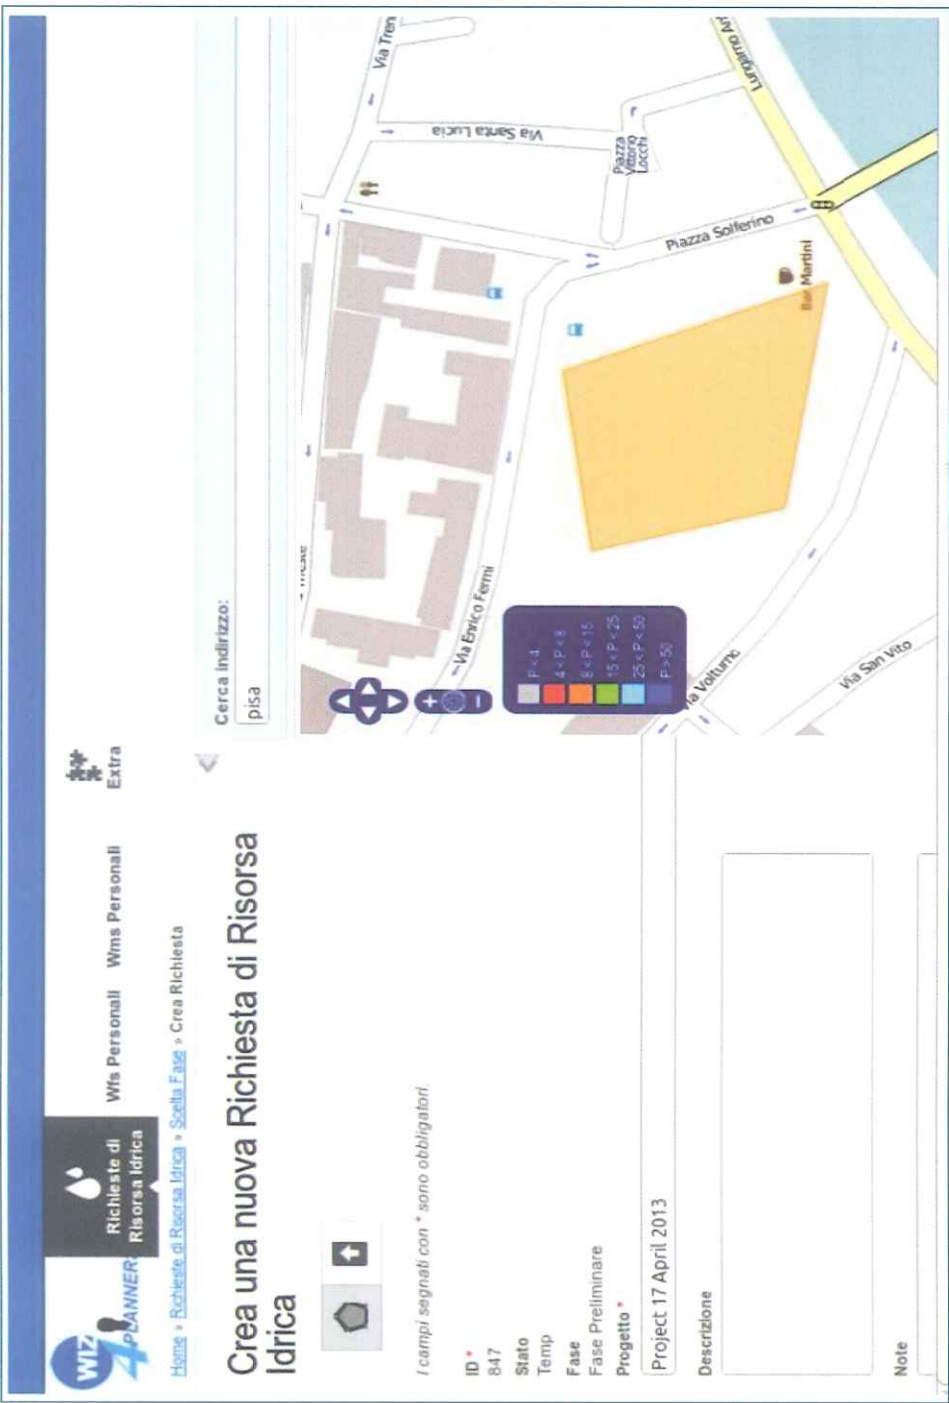 WIZ
4PLANNERS
Richieste di
Risorsa Idrica
Wfs Personali
Wms Personali
Extra
Home » Richieste di Risorsa Idrica » Scelta Fase » Crea Richiesta
Crea una nuova Richiesta di Risorsa
Idrica
I campi segnati con * sono obbligatori.
ID *
847
Stato
Temp
Fase
Fase Preliminare
Progetto *
Project 17 April 2013
Descrizione
Note
Cerca indirizzo:
pisa
Via Tren
Via Santa Lucia
Piazza
Vittorio
Locchi
Piazza Solferino
Bar Martini
Via Enrico Fermi
P < 4
4 < P < 8
8 < P < 15
15 < P < 25
25 < P < 50
P > 50
Via Volturno
Via San Vito